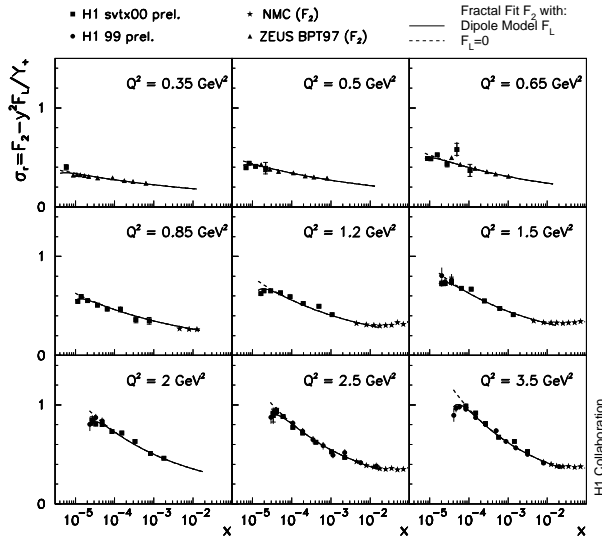 ■ H1 svtx00 prel.
● H1 99 prel.
★ NMC (F₂)
▲ ZEUS BPT97 (F₂)
Fractal Fit F₂ with:
Dipole Model F_L
F_L=0
σ_r=F₂−y²F_L/Y₊
Q² = 0.35 GeV²
Q² = 0.5 GeV²
Q² = 0.65 GeV²
1
0
Q² = 0.85 GeV²
Q² = 1.2 GeV²
Q² = 1.5 GeV²
1
0
Q² = 2 GeV²
Q² = 2.5 GeV²
Q² = 3.5 GeV²
1
0
10⁻⁵ 10⁻⁴ 10⁻³ 10⁻² 10⁻⁵ 10⁻⁴ 10⁻³ 10⁻² 10⁻⁵ 10⁻⁴ 10⁻³ 10⁻²
x x x
H1 Collaboration